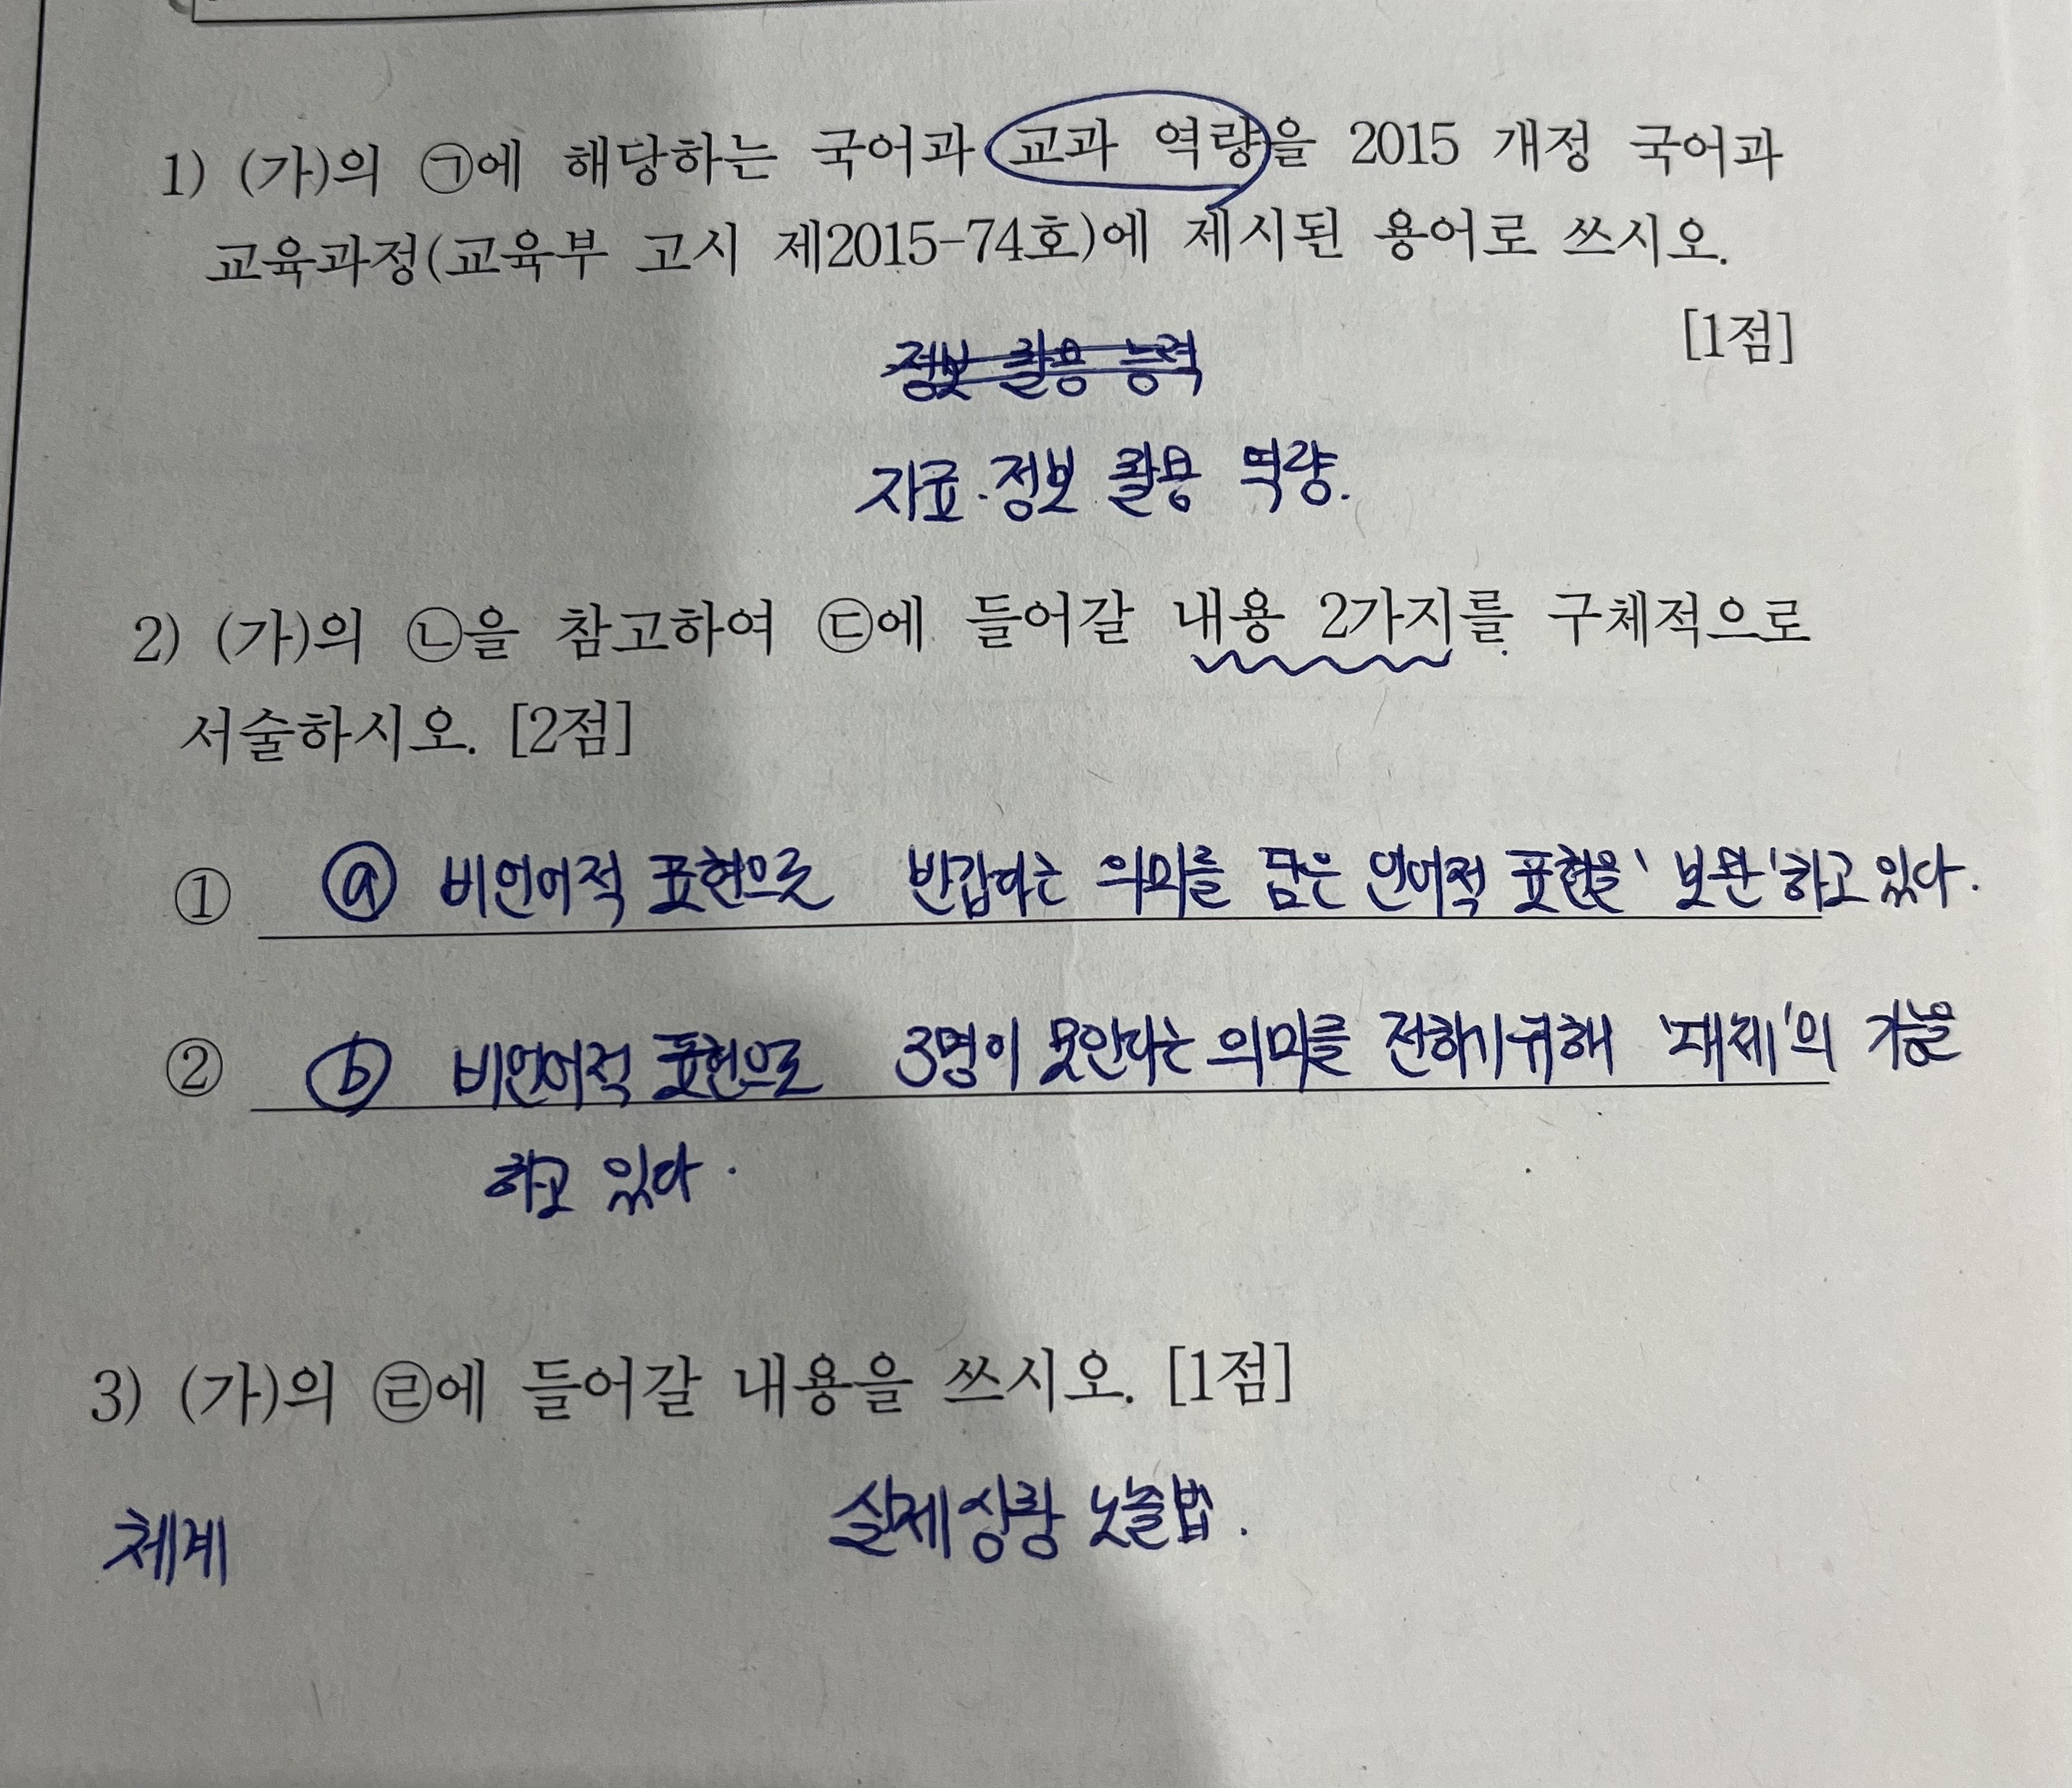 1) (가)의 ㉠에 해당하는 국어과 교과 역량을 2015 개정 국어과
교육과정(교육부 고시 제2015-74호)에 제시된 용어로 쓰시오.
[1점]
정보 활용 능력
자료·정보 활용 역량.
2) (가)의 ㉡을 참고하여 ㉢에 들어갈 내용 2가지를 구체적으로
서술하시오. [2점]
① ⓐ 비언어적 표현으로 반갑다는 의미를 담은 언어적 표현을 '보완'하고 있다.
② ⓑ 비언어적 표현으로 3명이 못안다는 의미를 전하기위해 '대체'의 기능을
하고 있다.
3) (가)의 ㉣에 들어갈 내용을 쓰시오. [1점]
체계
실제상황 노출법.